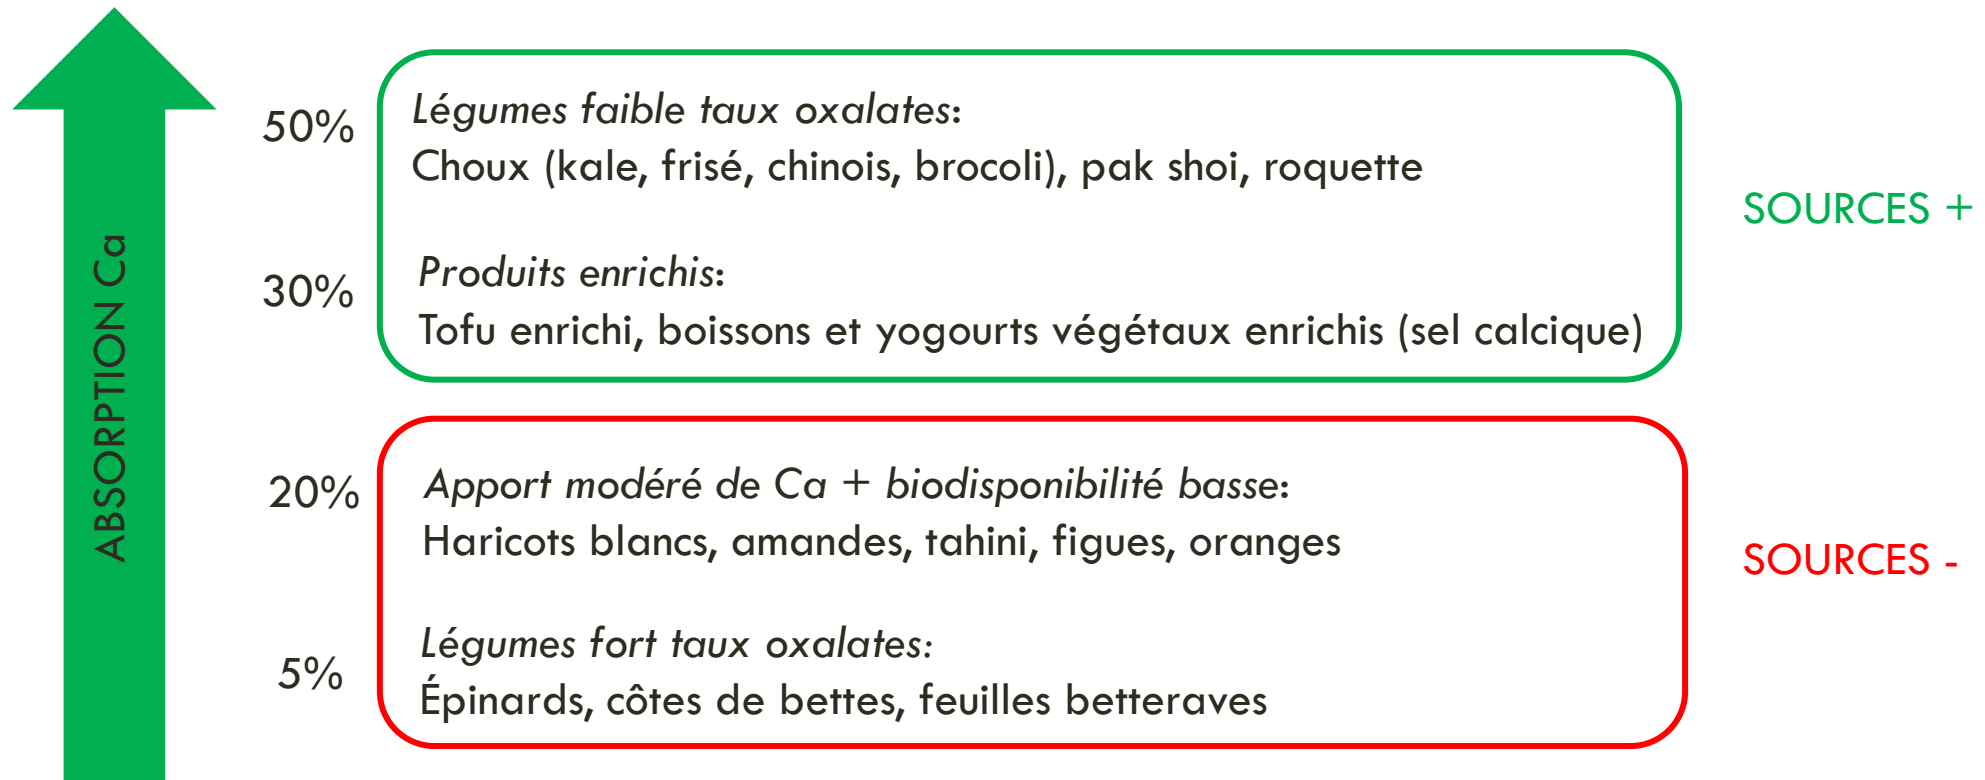 ABSORPTION Ca
50%
Légumes faible taux oxalates:
Choux (kale, frisé, chinois, brocoli), pak shoi, roquette
30%
Produits enrichis:
Tofu enrichi, boissons et yogourts végétaux enrichis (sel calcique)
SOURCES +
20%
Apport modéré de Ca + biodisponibilité basse:
Haricots blancs, amandes, tahini, figues, oranges
5%
Légumes fort taux oxalates:
Épinards, côtes de bettes, feuilles betteraves
SOURCES -